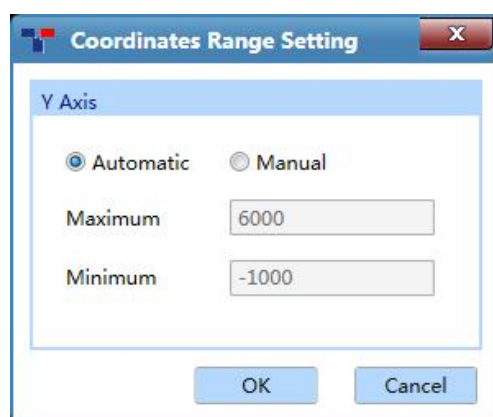 Coordinates Range Setting
x
Y Axis
Automatic Manual
Maximum 6000
Minimum -1000
OK Cancel